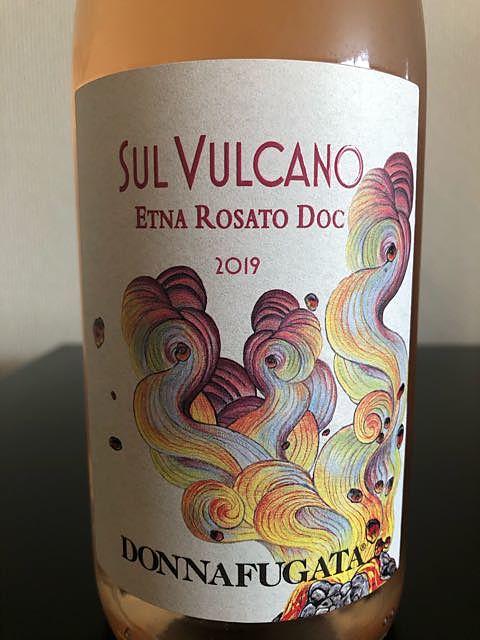 SUL VULCANO
ETNA ROSATO DOC
2019
DONNAFUGATA®